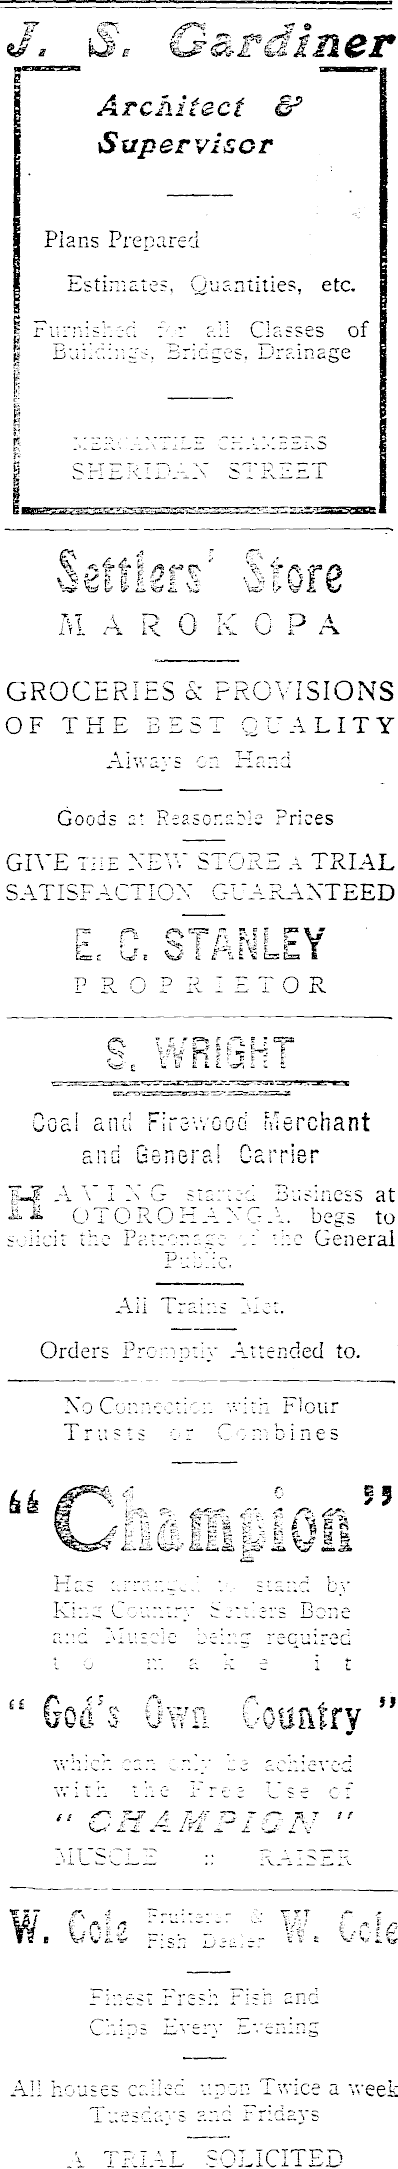 J. S. Gardiner
Architect &
Supervisor
Plans Prepared
Estimates, Quantities, etc.
Furnished for all Classes of
Buildings, Bridges, Drainage
MERCANTILE CHAMBERS
SHERIDAN STREET
Settlers' Store
MAROKOPA
GROCERIES & PROVISIONS
OF THE BEST QUALITY
Always on Hand
Goods at Reasonable Prices
GIVE THE NEW STORE A TRIAL
SATISFACTION GUARANTEED
E. C. STANLEY
PROPRIETOR
S. WRIGHT
Coal and Firewood Merchant
and General Carrier
HAVING started Business at
OTOROHANGA, begs to
solicit the Patronage of the General
Public.
All Trains Met.
Orders Promptly Attended to.
No Connection with Flour
Trusts or Combines
"Champion"
Has arranged to stand by
King Country Settlers Bone
and Muscle being required
to make it
"God's Own Country"
which can only be achieved
with the Free Use of
"CHAMPION"
MUSCLE :: RAISER
W. Cole Fruiterer & Fish Dealer W. Cole
Finest Fresh Fish and
Chips Every Evening
All houses called upon Twice a week
Tuesdays and Fridays
A TRIAL SOLICITED